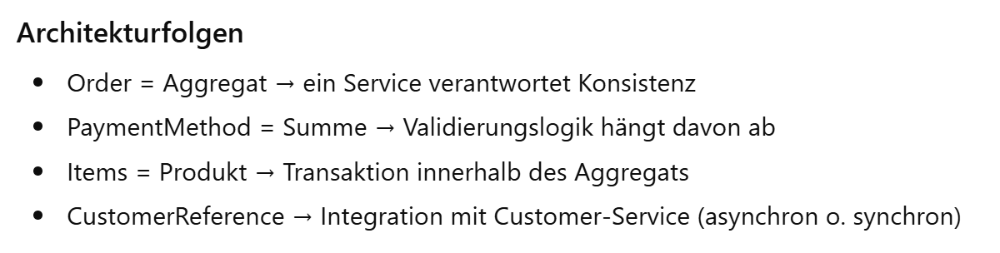 Architekturfolgen
• Order = Aggregat → ein Service verantwortet Konsistenz
• PaymentMethod = Summe → Validierungslogik hängt davon ab
• Items = Produkt → Transaktion innerhalb des Aggregats
• CustomerReference → Integration mit Customer-Service (asynchron o. synchron)